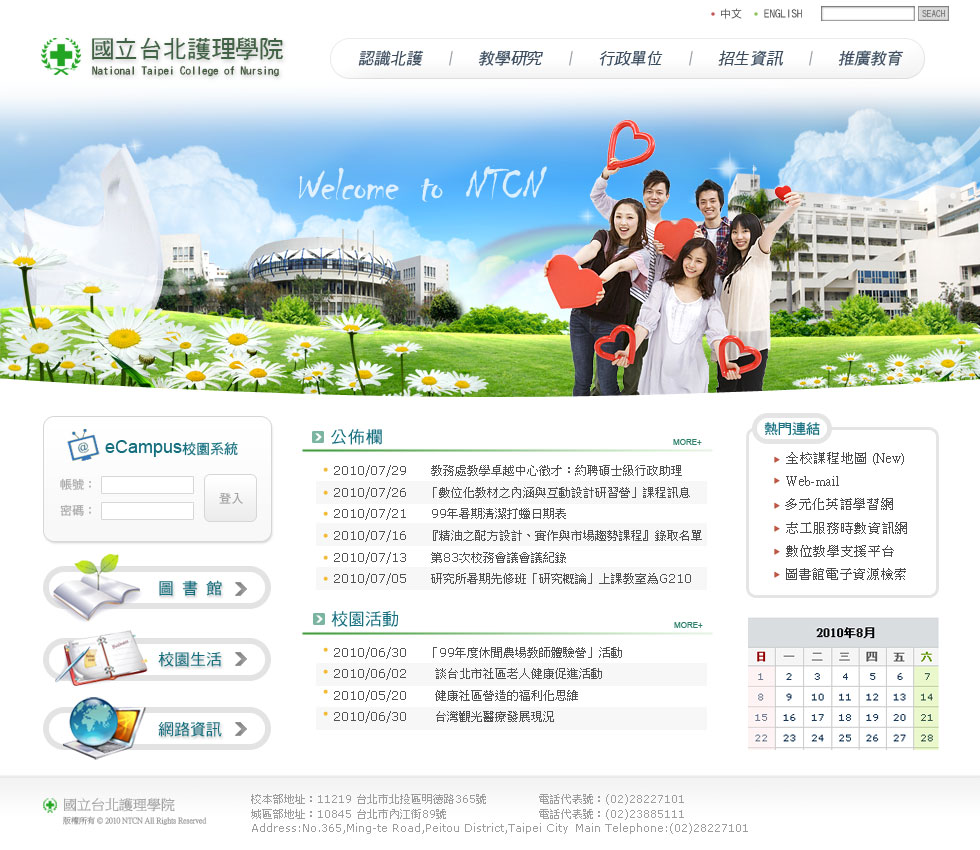 中文
ENGLISH
SEACH
國立台北護理學院
National Taipei College of Nursing
認識北護 / 教學研究 / 行政單位 / 招生資訊 / 推廣教育
Welcome to NTCN
@ eCampus校園系統
帳號：
密碼：
登入
圖書館
校園生活
網路資訊
公佈欄
MORE+
2010/07/29 教務處教學卓越中心徵才：約聘碩士級行政助理
2010/07/26 「數位化教材之內涵與互動設計研習營」課程訊息
2010/07/21 99年暑期清潔打蠟日期表
2010/07/16 『精油之配方設計、實作與市場趨勢課程』錄取名單
2010/07/13 第83次校務會議會議紀錄
2010/07/05 研究所暑期先修班「研究概論」上課教室為G210
校園活動
MORE+
2010/06/30 「99年度休閒農場教師體驗營」活動
2010/06/02 談台北市社區老人健康促進活動
2010/05/20 健康社區營造的福利化思維
2010/06/30 台灣觀光醫療發展現況
熱門連結
全校課程地圖 (New)
Web-mail
多元化英語學習網
志工服務時數資訊網
數位教學支援平台
圖書館電子資源檢索
2010年8月
日 一 二 三 四 五 六
1 2 3 4 5 6 7
8 9 10 11 12 13 14
15 16 17 18 19 20 21
22 23 24 25 26 27 28
國立台北護理學院
版權所有 © 2010 NTCN All Rights Reserved
校本部地址：11219 台北市北投區明德路365號 電話代表號：(02)28227101
城區部地址：10845 台北市內江街89號 電話代表號：(02)23885111
Address:No.365,Ming-te Road,Peitou District,Taipei City Main Telephone:(02)28227101